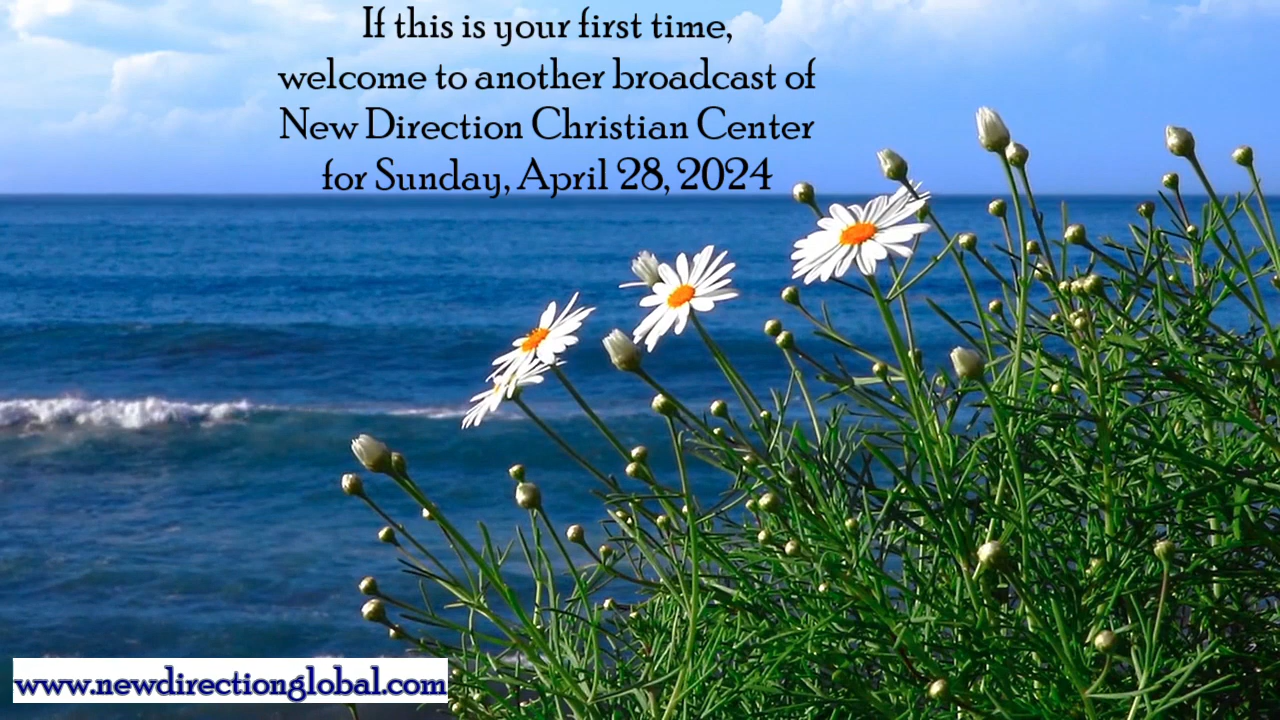 If this is your first time,
welcome to another broadcast of
New Direction Christian Center
for Sunday, April 28, 2024
www.newdirectionglobal.com